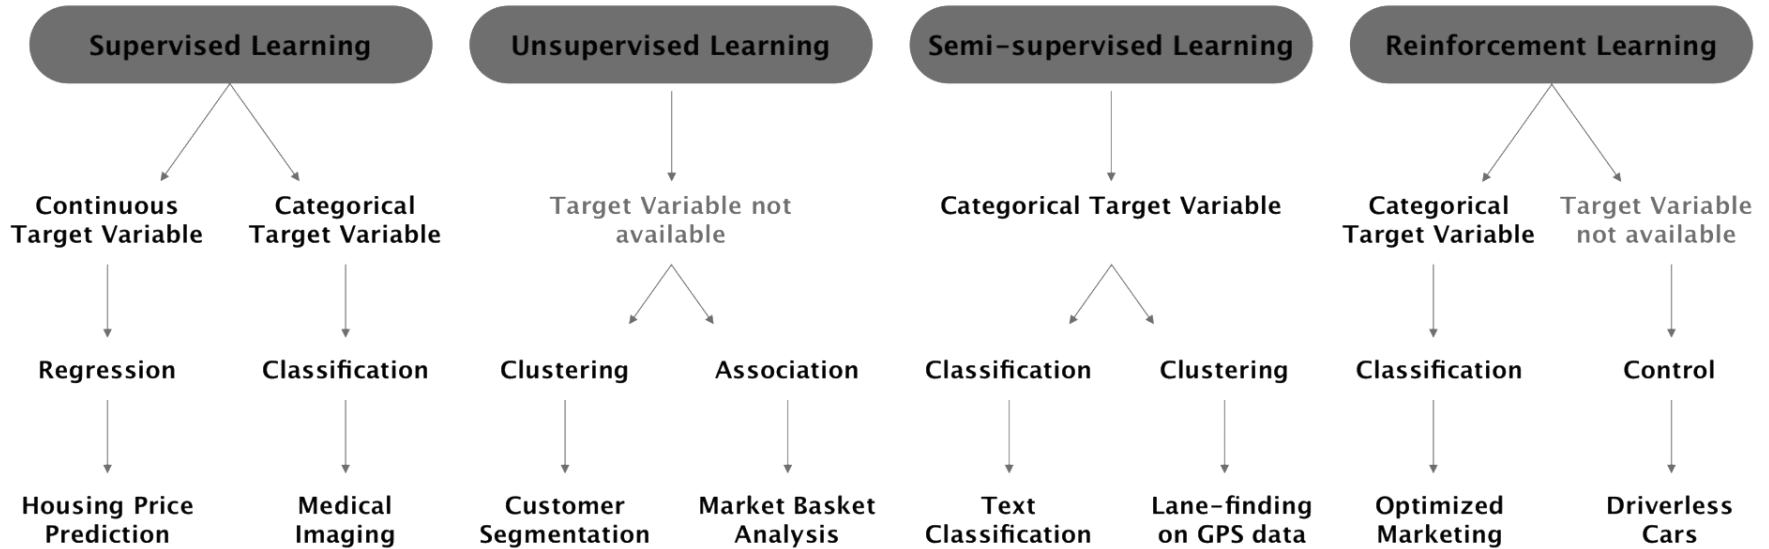 Supervised Learning
Unsupervised Learning
Semi-supervised Learning
Reinforcement Learning
Continuous
Target Variable
Categorical
Target Variable
Target Variable not
available
Categorical Target Variable
Categorical
Target Variable
Target Variable
not available
Regression
Classification
Clustering
Association
Classification
Clustering
Classification
Control
Housing Price
Prediction
Medical
Imaging
Customer
Segmentation
Market Basket
Analysis
Text
Classification
Lane-finding
on GPS data
Optimized
Marketing
Driverless
Cars